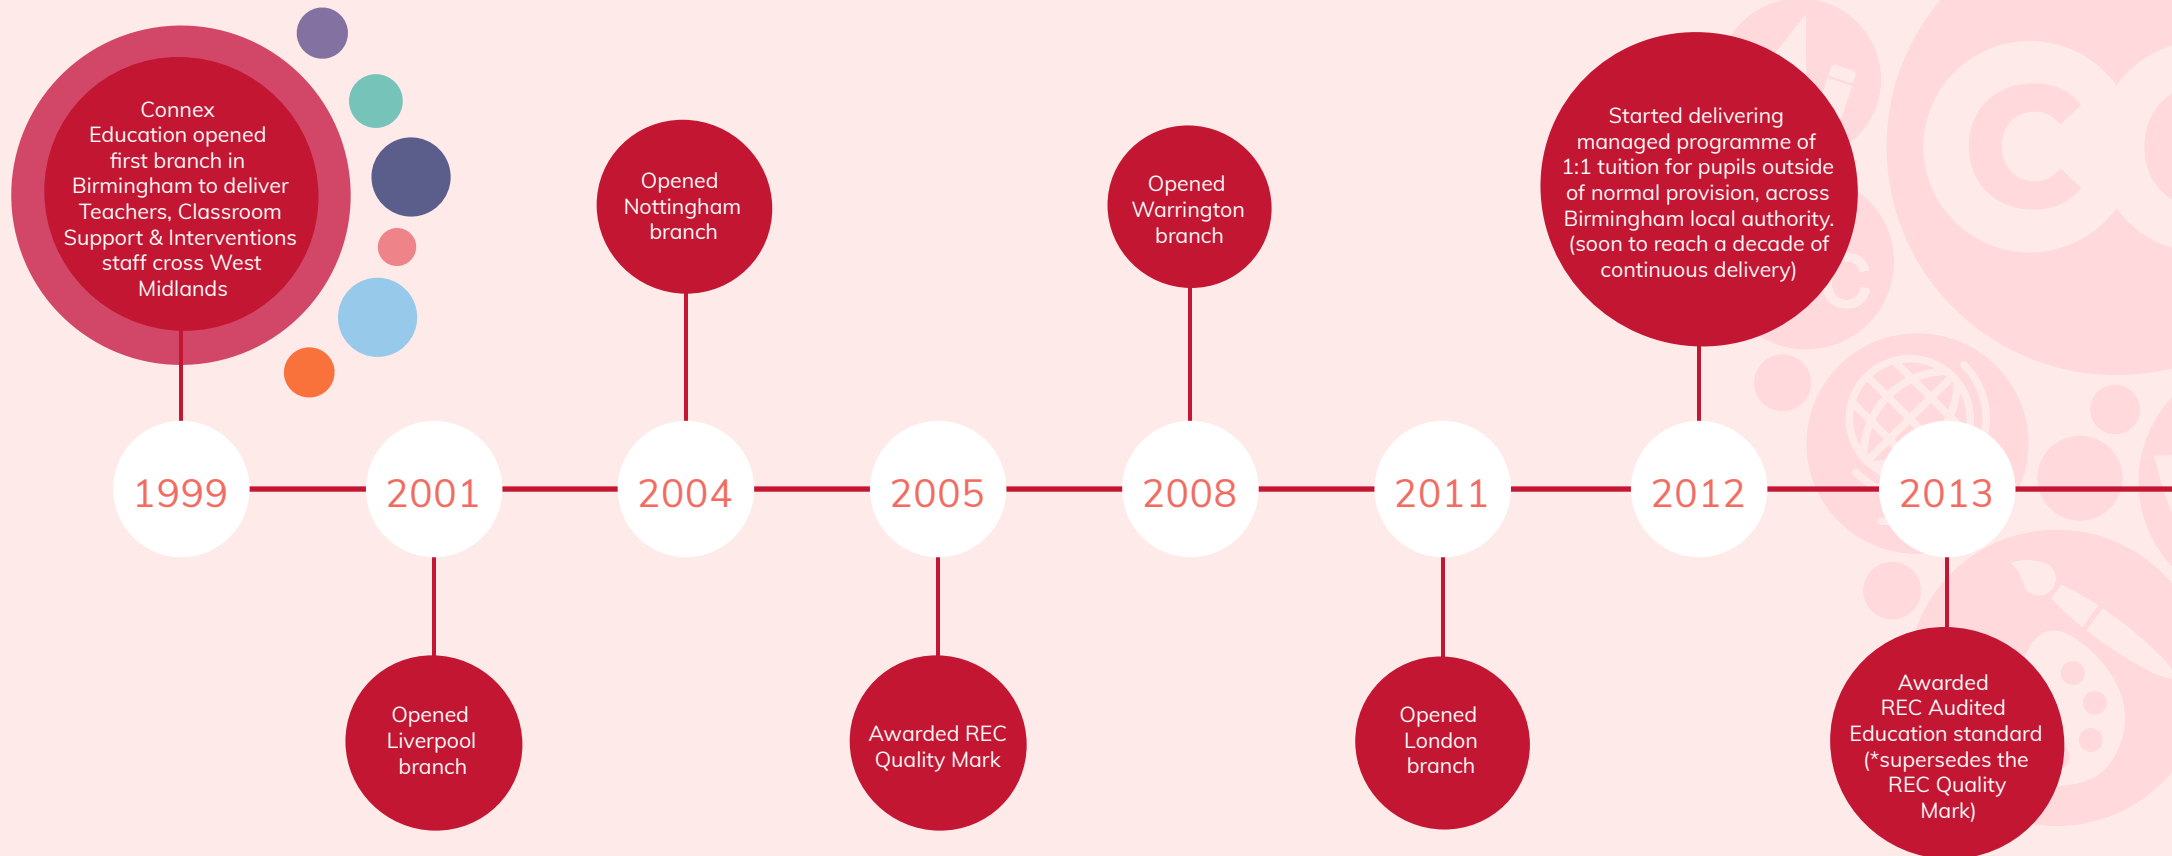 Connex
Education opened
first branch in
Birmingham to deliver
Teachers, Classroom
Support & Interventions
staff cross West
Midlands
Opened
Nottingham
branch
Opened
Warrington
branch
Started delivering
managed programme of
1:1 tuition for pupils outside
of normal provision, across
Birmingham local authority.
(soon to reach a decade of
continuous delivery)
1999
2001
2004
2005
2008
2011
2012
2013
Opened
Liverpool
branch
Awarded REC
Quality Mark
Opened
London
branch
Awarded
REC Audited
Education standard
(*supersedes the
REC Quality
Mark)